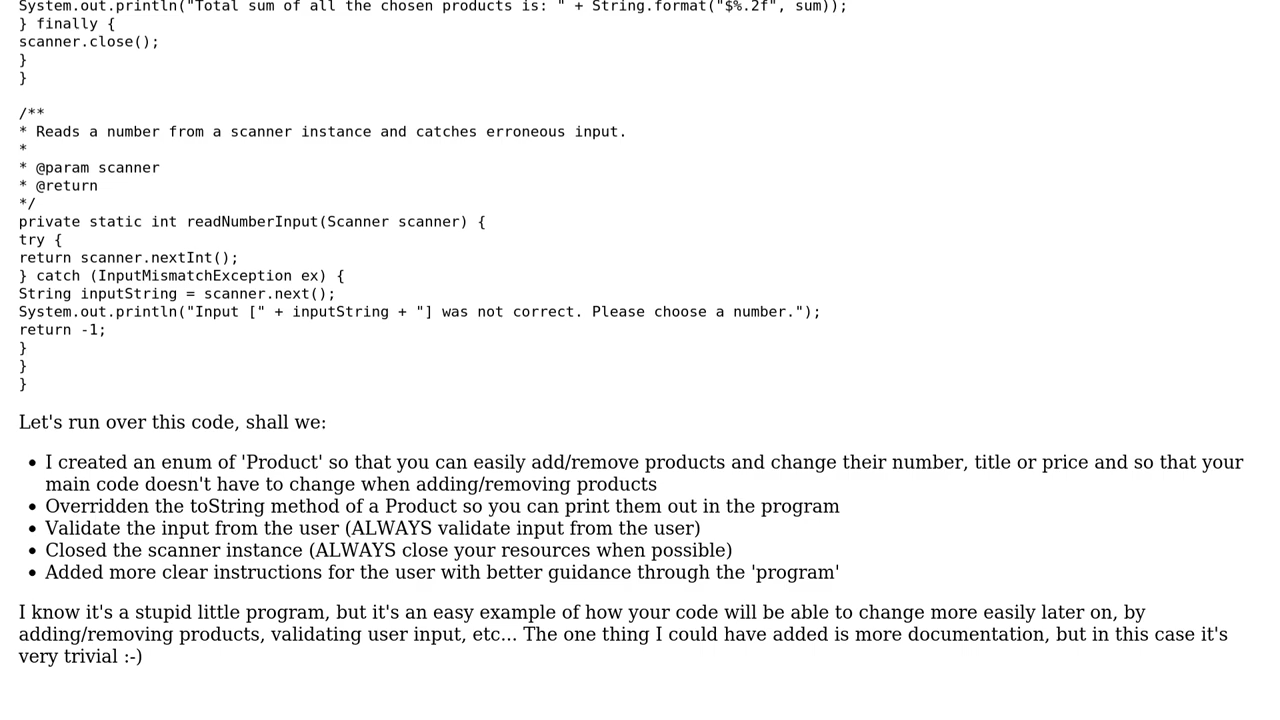 System.out.println("Total sum of all the chosen products is: " + String.format("$%.2f", sum));
} finally {
scanner.close();
}
}
/**
* Reads a number from a scanner instance and catches erroneous input.
*
* @param scanner
* @return
*/
private static int readNumberInput(Scanner scanner) {
try {
return scanner.nextInt();
} catch (InputMismatchException ex) {
String inputString = scanner.next();
System.out.println("Input [" + inputString + "] was not correct. Please choose a number.");
return -1;
}
}
}
Let's run over this code, shall we:
• I created an enum of 'Product' so that you can easily add/remove products and change their number, title or price and so that your
main code doesn't have to change when adding/removing products
• Overridden the toString method of a Product so you can print them out in the program
• Validate the input from the user (ALWAYS validate input from the user)
• Closed the scanner instance (ALWAYS close your resources when possible)
• Added more clear instructions for the user with better guidance through the 'program'
I know it's a stupid little program, but it's an easy example of how your code will be able to change more easily later on, by
adding/removing products, validating user input, etc... The one thing I could have added is more documentation, but in this case it's
very trivial :-)